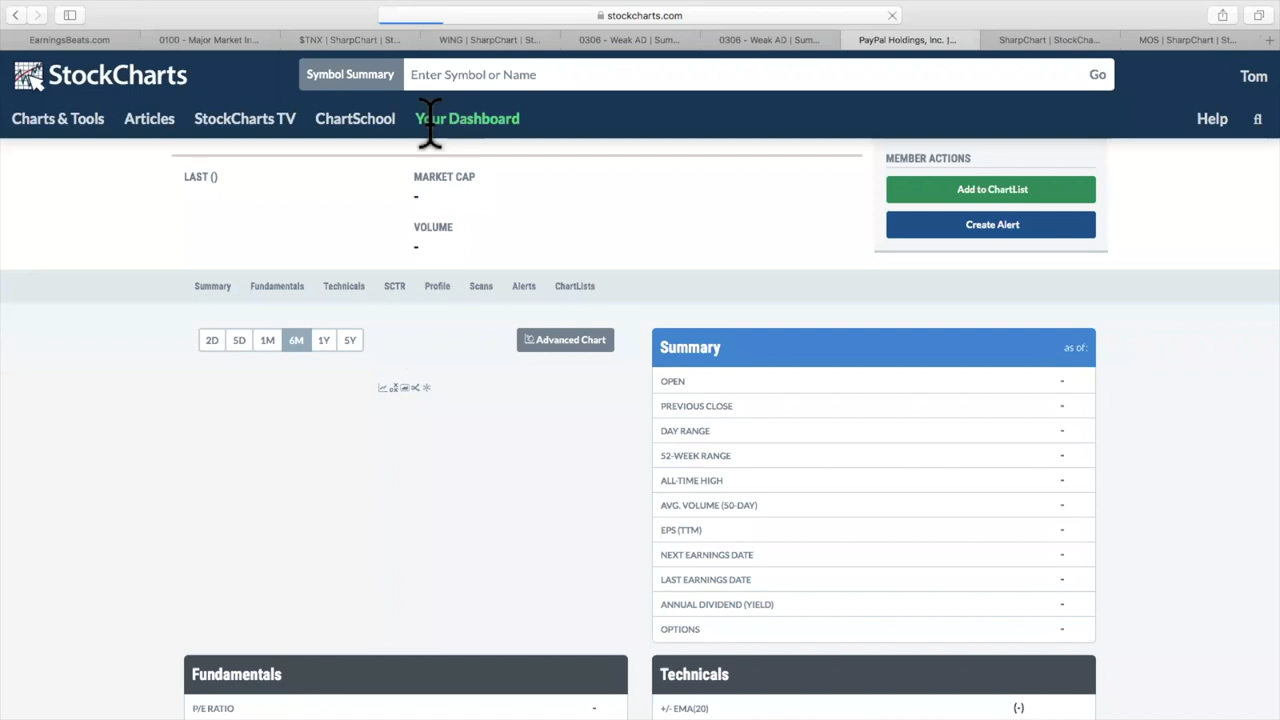 stockcharts.com
EarningsBeats.com
0100 - Major Market In...
$TNX | SharpChart | St...
WING | SharpChart | St...
0306 - Weak AD | Sum...
0306 - Weak AD | Sum...
PayPal Holdings, Inc. |...
SharpChart | StockCha...
MOS | SharpChart | St...
StockCharts
Symbol Summary
Enter Symbol or Name
Go
Tom
Charts & Tools
Articles
StockCharts TV
ChartSchool
Your Dashboard
Help
LAST ()
MARKET CAP
-
VOLUME
-
MEMBER ACTIONS
Add to ChartList
Create Alert
Summary
Fundamentals
Technicals
SCTR
Profile
Scans
Alerts
ChartLists
2D
5D
1M
6M
1Y
5Y
Advanced Chart
Summary
as of:
OPEN -
PREVIOUS CLOSE -
DAY RANGE -
52-WEEK RANGE -
ALL-TIME HIGH -
AVG. VOLUME (50-DAY) -
EPS (TTM) -
NEXT EARNINGS DATE -
LAST EARNINGS DATE -
ANNUAL DIVIDEND (YIELD) -
OPTIONS -
Fundamentals
P/E RATIO -
Technicals
+/- EMA(20) (-)